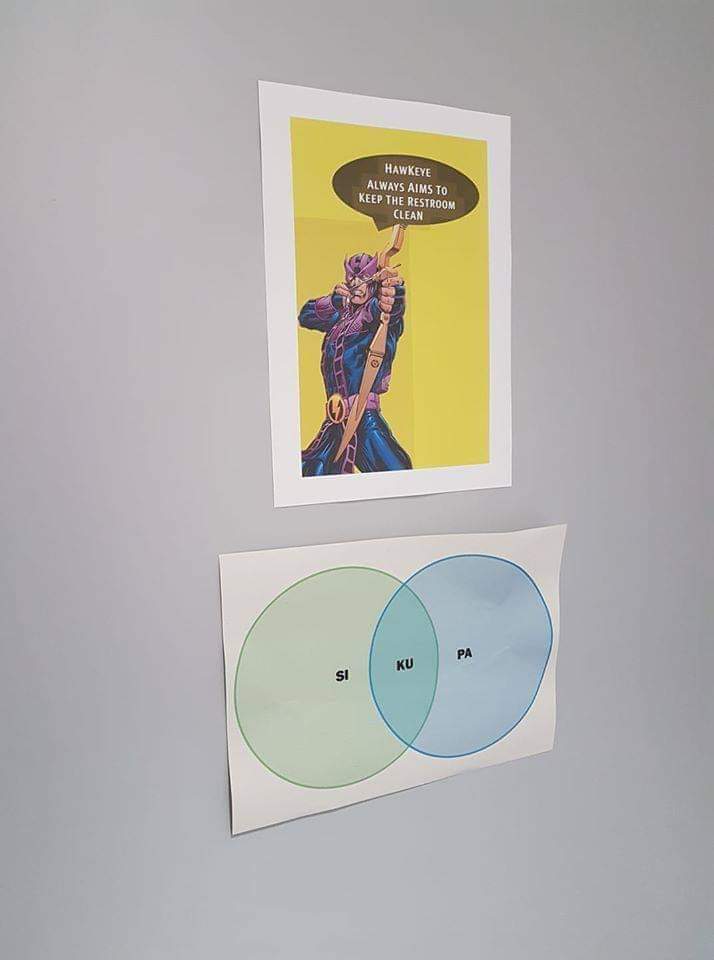 HAWKEYE
ALWAYS AIMS TO
KEEP THE RESTROOM
CLEAN
SI KU PA